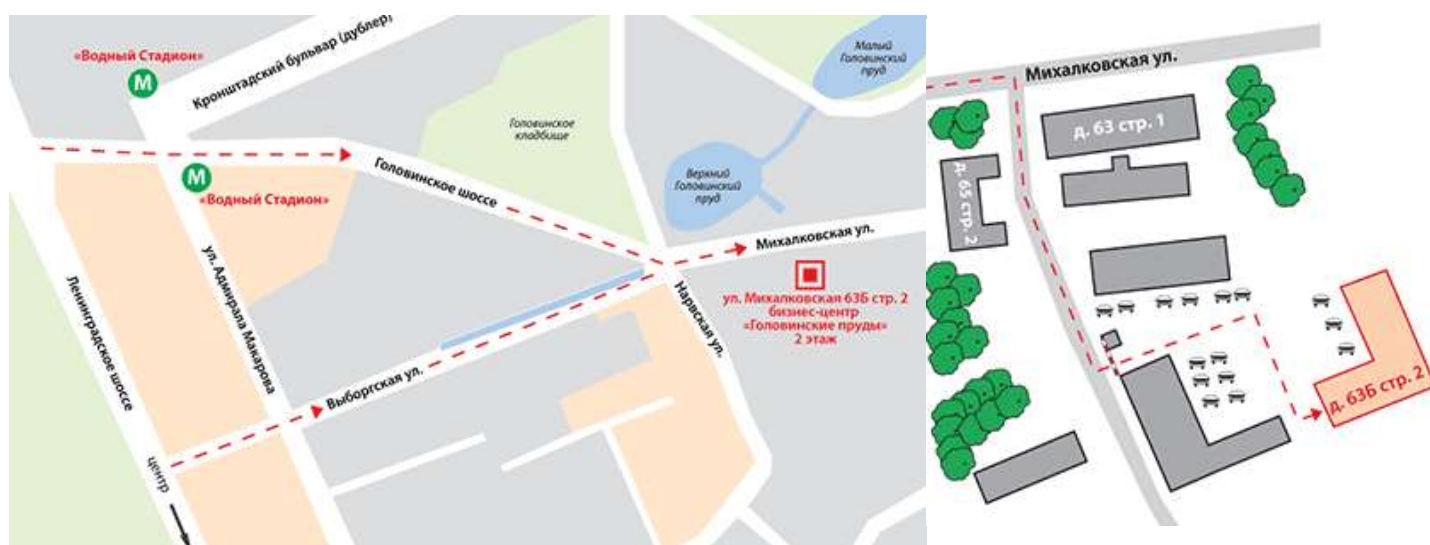 «Водный Стадион»
М
Кронштадский бульвар (дублер)
Малый
Головинский
пруд
Головинское
кладбище
М
«Водный Стадион»
Головинское шоссе
Верхний
Головинский
пруд
Михалковская ул.
ул. Михалковская 63Б стр. 2
бизнес-центр
«Головинские пруды»
2 этаж
Ленинградское шоссе
ул. Адмирала Макарова
Нарвская ул.
Выборгская ул.
центр
Михалковская ул.
д. 63 стр. 1
д. 65 стр. 2
д. 63Б стр. 2